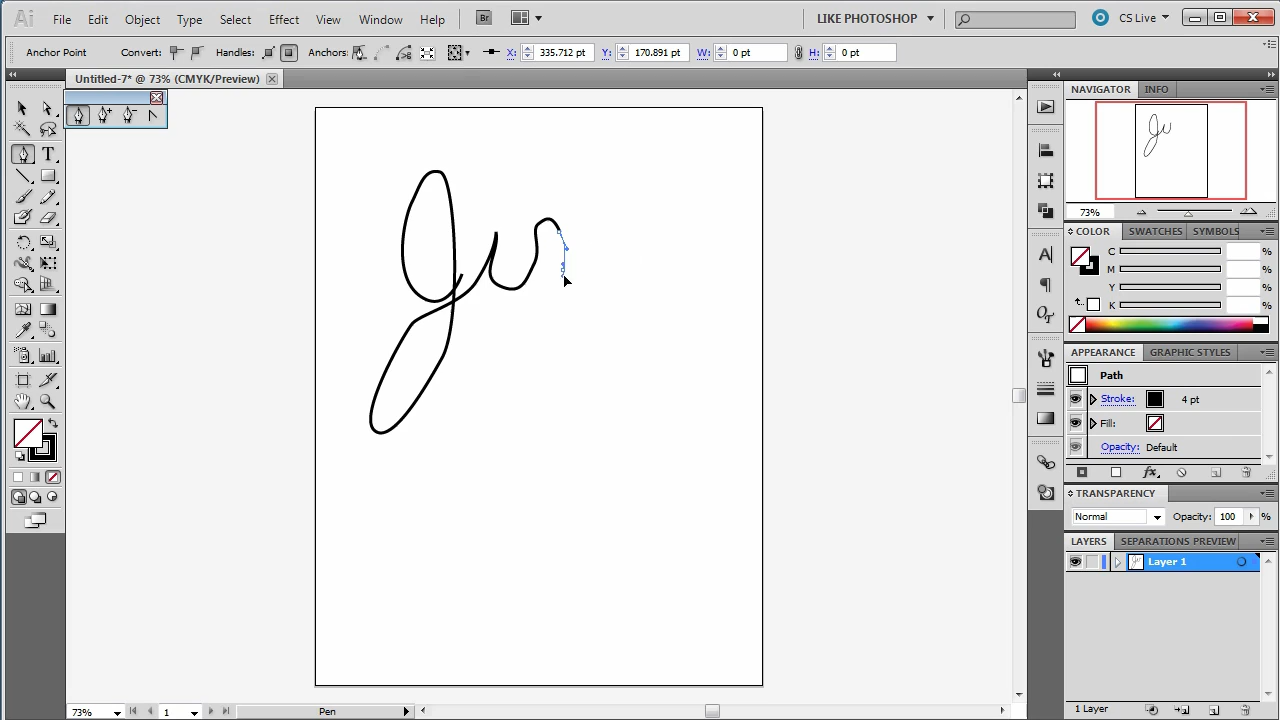 Ai File Edit Object Type Select Effect View Window Help Br LIKE PHOTOSHOP CS Live
Anchor Point Convert: Handles: Anchors: X: 335.712 pt Y: 170.891 pt W: 0 pt H: 0 pt
Untitled-7* @ 73% (CMYK/Preview)
NAVIGATOR INFO
73%
COLOR SWATCHES SYMBOLS
C %
M %
Y %
K %
APPEARANCE GRAPHIC STYLES
Path
Stroke: 4 pt
Fill:
Opacity: Default
TRANSPARENCY
Normal Opacity: 100 %
LAYERS SEPARATIONS PREVIEW
Layer 1
1 Layer
73% 1 Pen